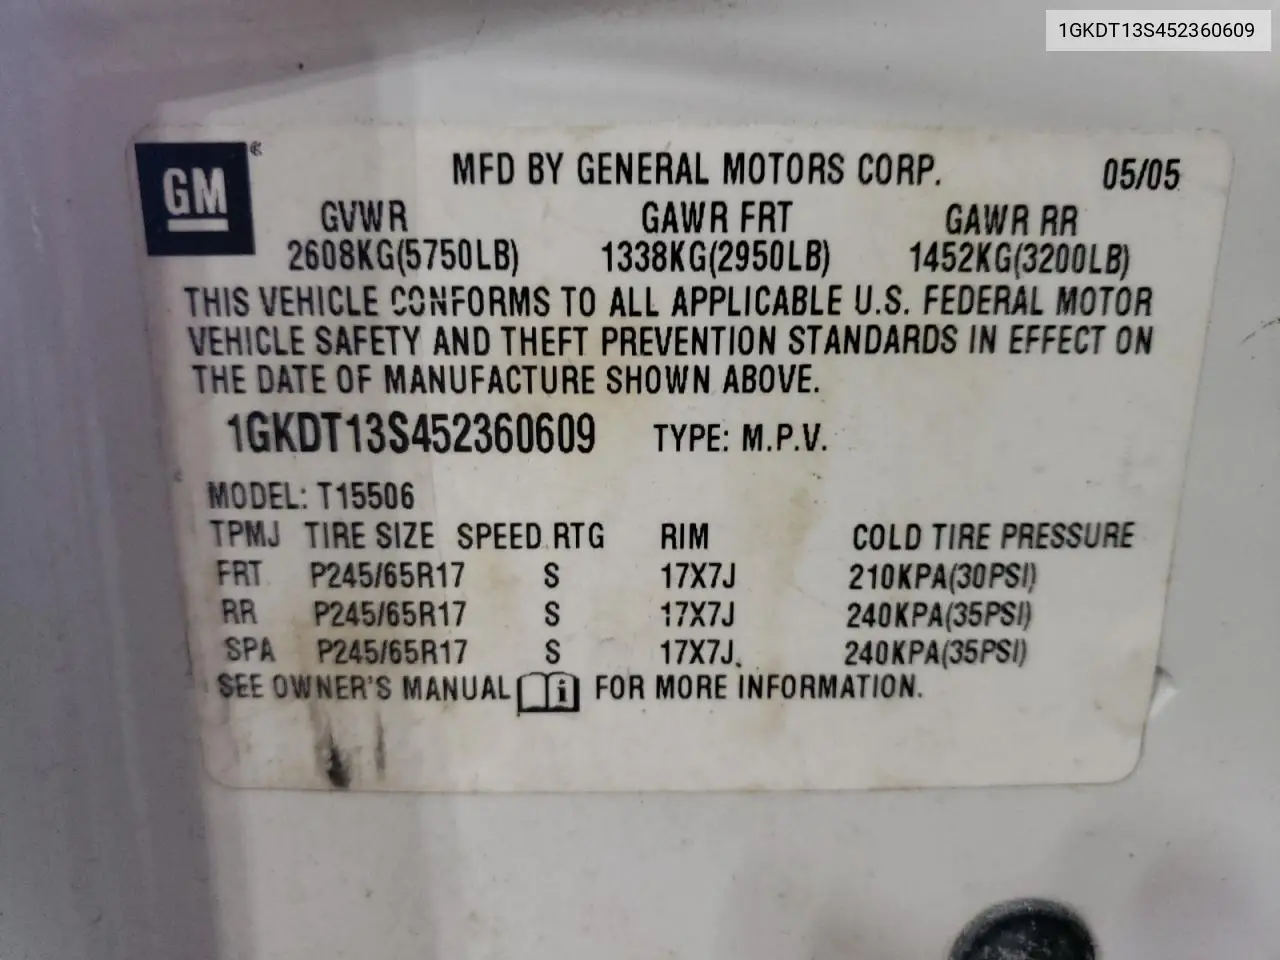 1GKDT13S452360609
GM
MFD BY GENERAL MOTORS CORP. 05/05
GVWR GAWR FRT GAWR RR
2608KG(5750LB) 1338KG(2950LB) 1452KG(3200LB)
THIS VEHICLE CONFORMS TO ALL APPLICABLE U.S. FEDERAL MOTOR
VEHICLE SAFETY AND THEFT PREVENTION STANDARDS IN EFFECT ON
THE DATE OF MANUFACTURE SHOWN ABOVE.
1GKDT13S452360609 TYPE: M.P.V.
MODEL: T15506
TPMJ TIRE SIZE SPEED RTG RIM COLD TIRE PRESSURE
FRT P245/65R17 S 17X7J 210KPA(30PSI)
RR P245/65R17 S 17X7J 240KPA(35PSI)
SPA P245/65R17 S 17X7J 240KPA(35PSI)
SEE OWNER'S MANUAL i FOR MORE INFORMATION.